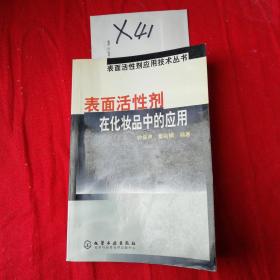 X41
表面活性剂应用技术丛书
表面活性剂
在化妆品中的应用
化学工业出版社